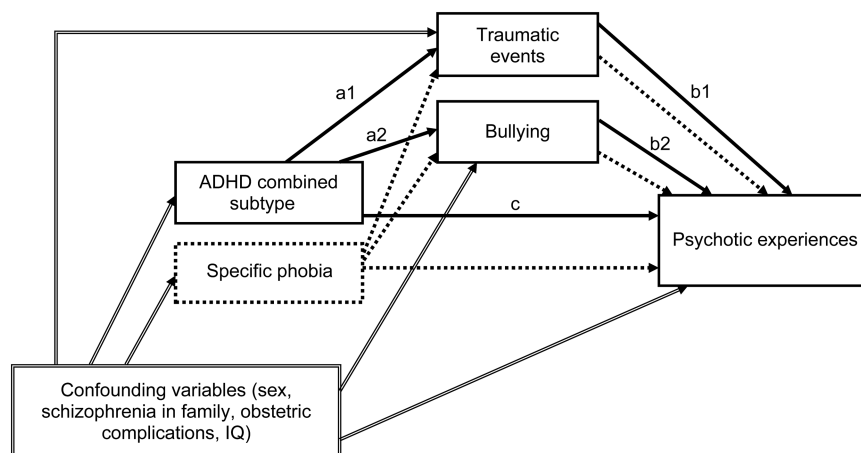 Traumatic
events
a1
b1
a2
Bullying
b2
ADHD combined
subtype
c
Psychotic experiences
Specific phobia
Confounding variables (sex,
schizophrenia in family, obstetric
complications, IQ)